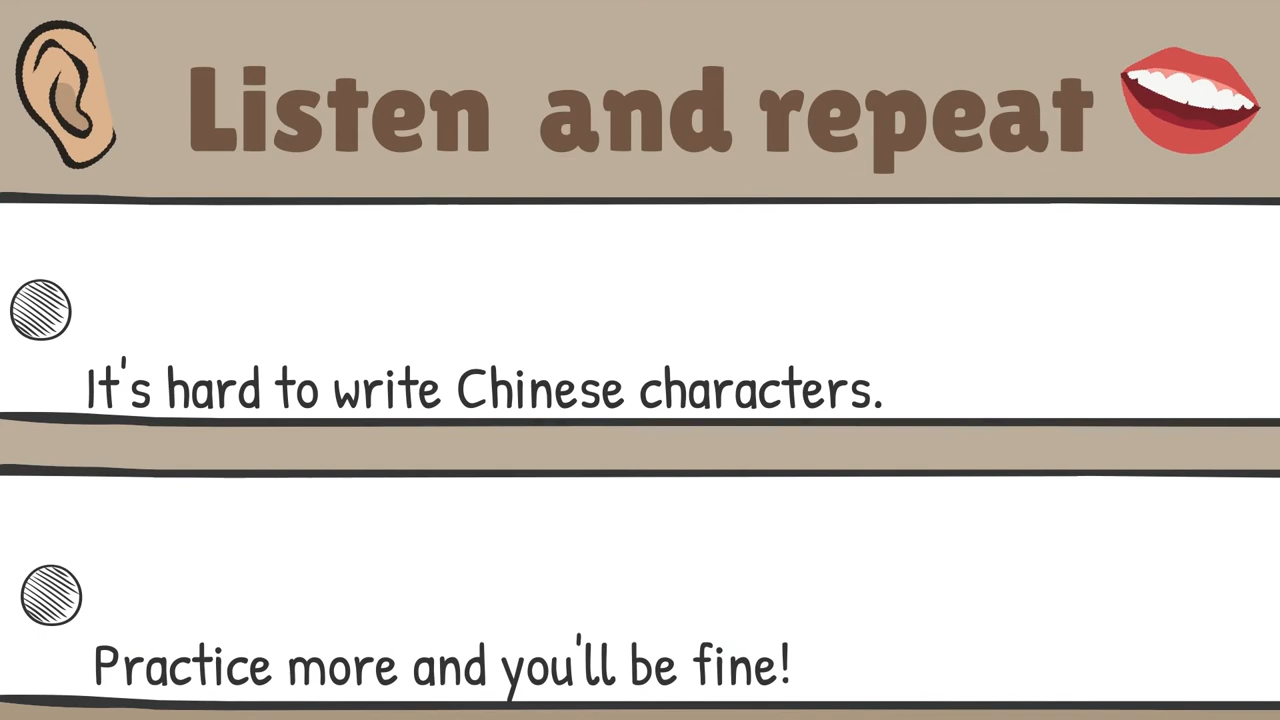 Listen and repeat
It's hard to write Chinese characters.
Practice more and you'll be fine!